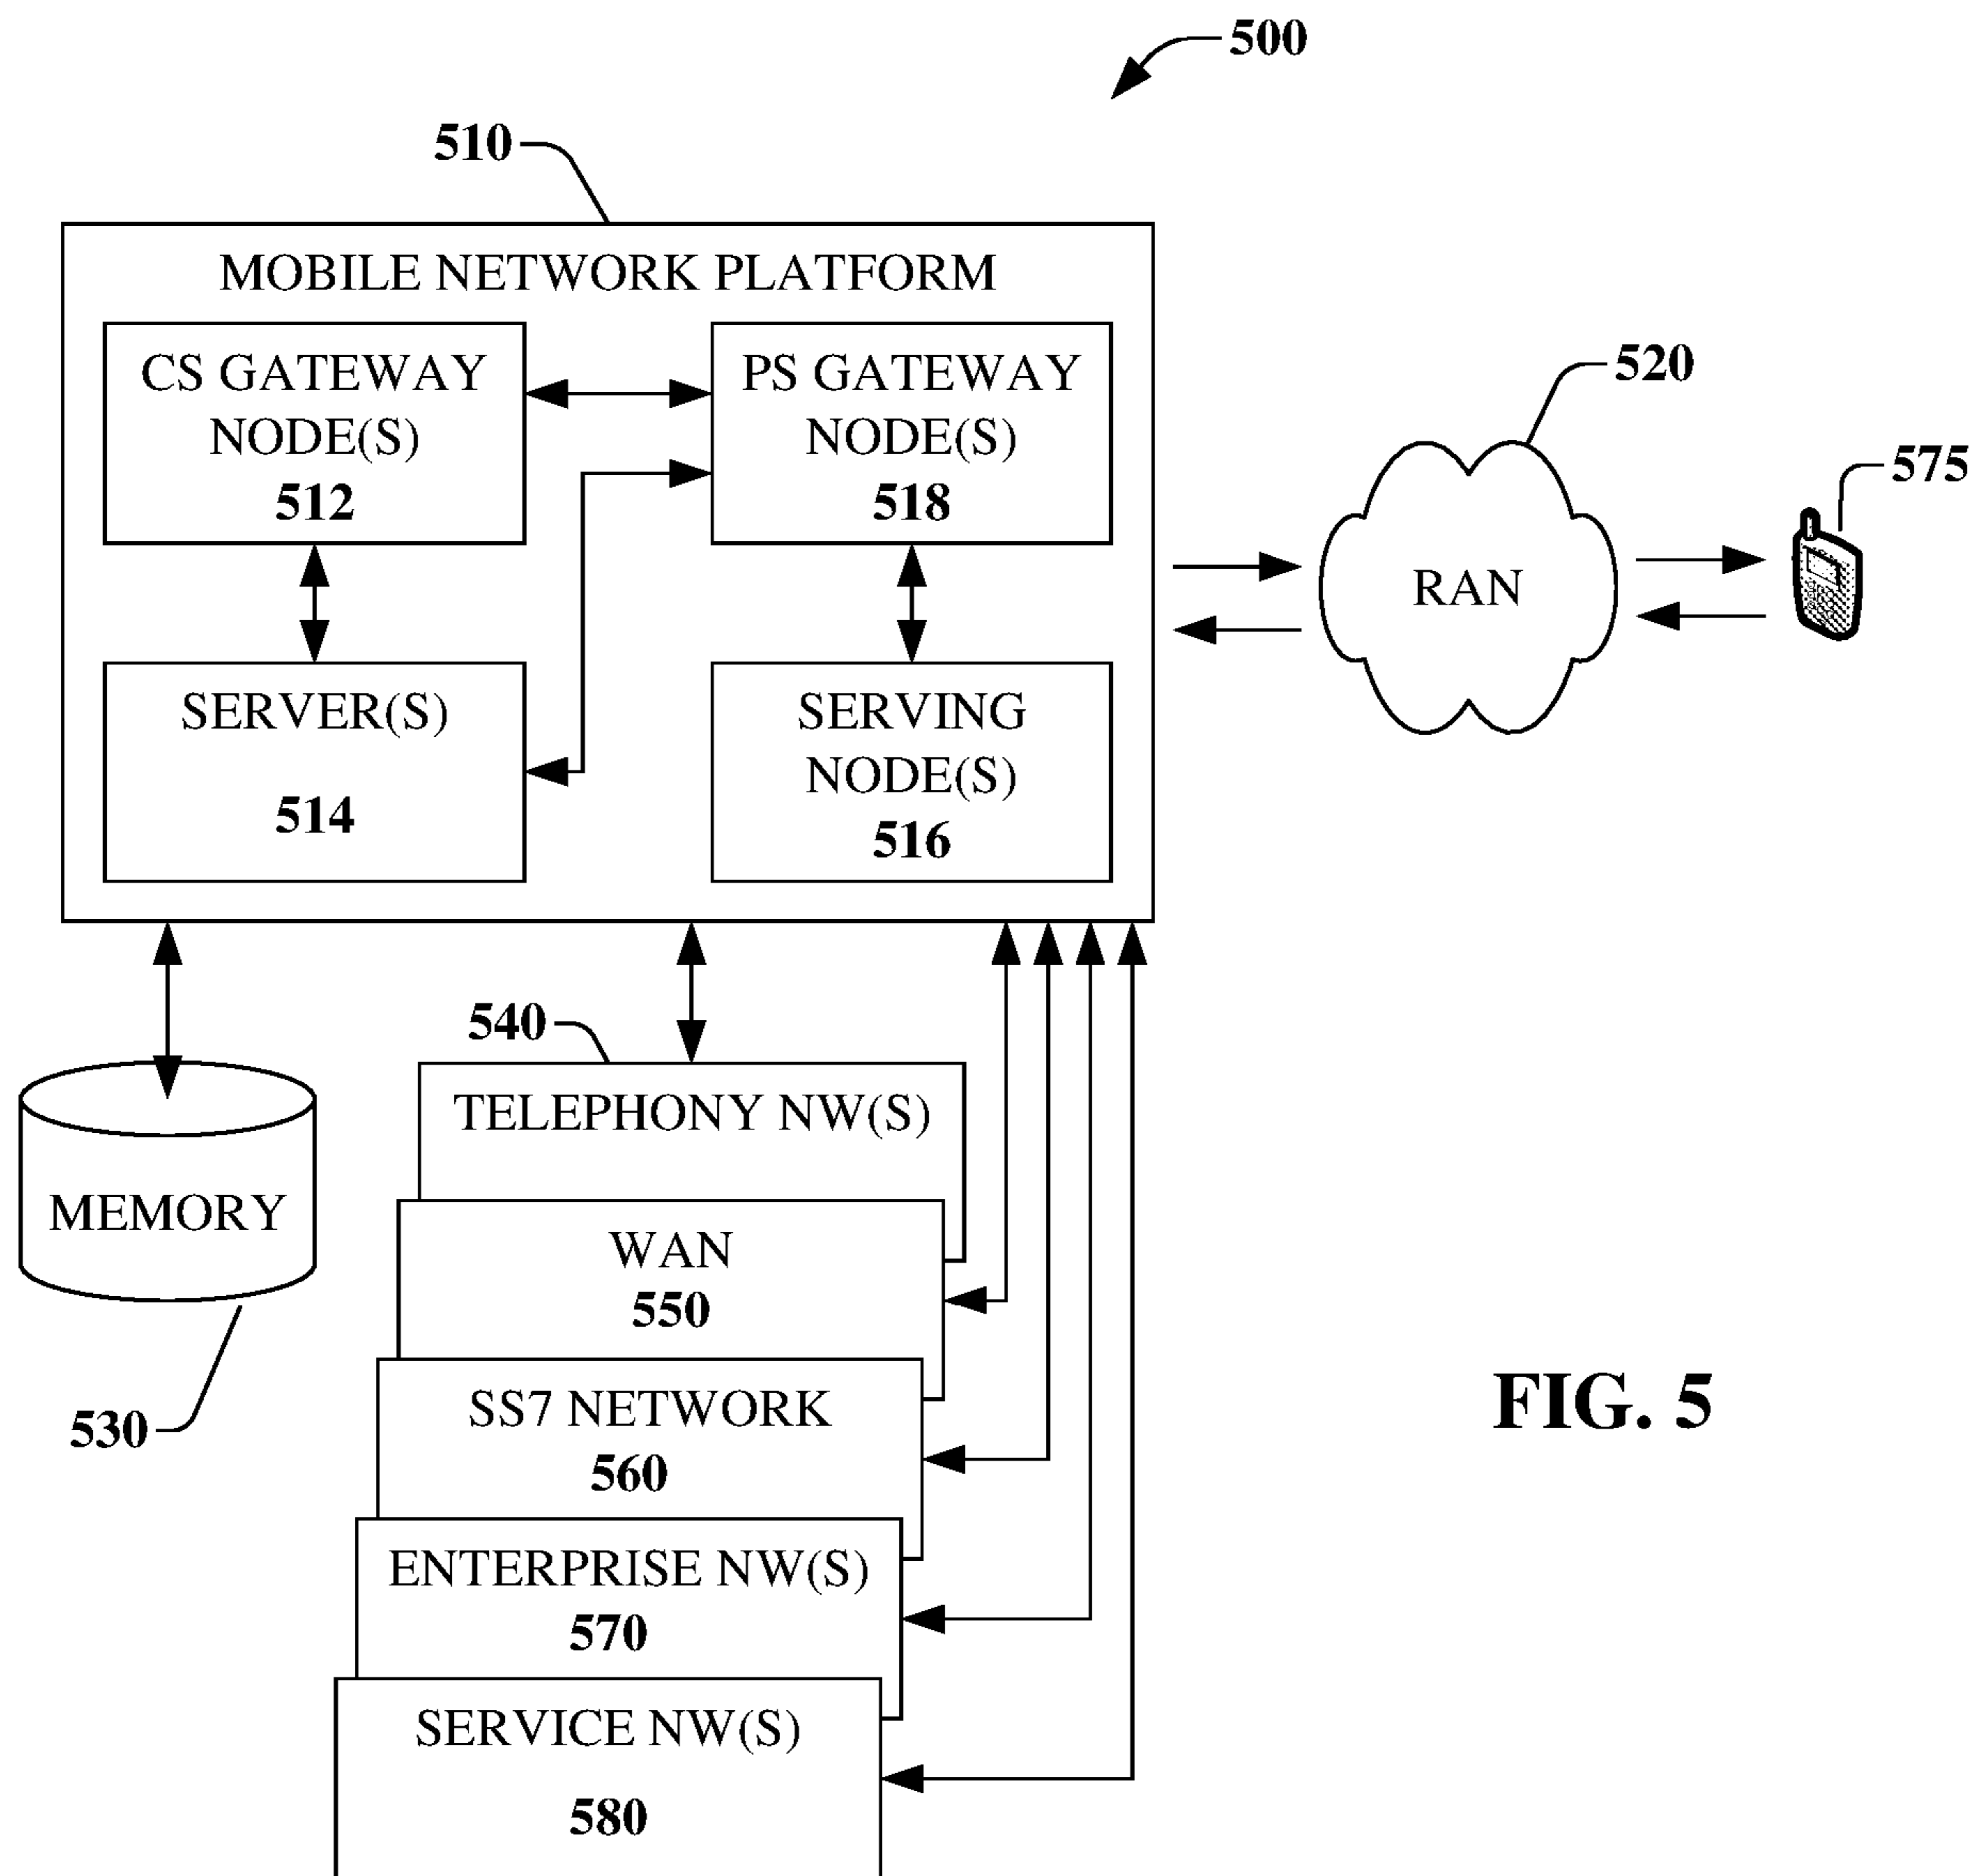 500
510
MOBILE NETWORK PLATFORM
CS GATEWAY
NODE(S)
512
PS GATEWAY
NODE(S)
518
SERVER(S)
514
SERVING
NODE(S)
516
520
RAN
575
540
TELEPHONY NW(S)
MEMORY
530
WAN
550
SS7 NETWORK
560
ENTERPRISE NW(S)
570
SERVICE NW(S)
580
FIG. 5